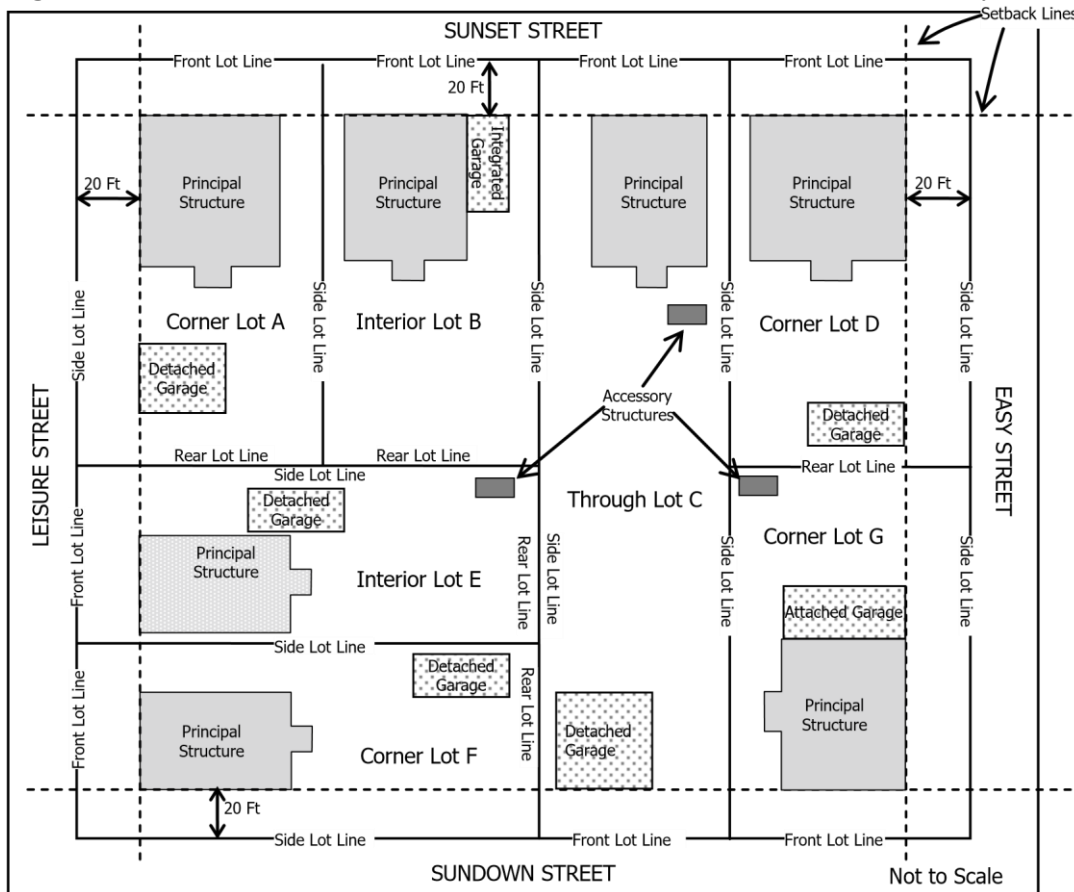 Setback Lines
SUNSET STREET
Front Lot Line
Front Lot Line
Front Lot Line
Front Lot Line
20 Ft
Integrated
Garage
Principal
Structure
Principal
Structure
Principal
Structure
Principal
Structure
20 Ft
20 Ft
Side Lot Line
Side Lot Line
Side Lot Line
Side Lot Line
Side Lot Line
Corner Lot A
Interior Lot B
Corner Lot D
Detached
Garage
Accessory
Structures
Detached
Garage
LEISURE STREET
EASY STREET
Rear Lot Line
Rear Lot Line
Rear Lot Line
Side Lot Line
Detached
Garage
Through Lot C
Corner Lot G
Front Lot Line
Principal
Structure
Interior Lot E
Rear Lot Line
Side Lot Line
Side Lot Line
Side Lot Line
Attached Garage
Side Lot Line
Front Lot Line
Detached
Garage
Rear Lot Line
Principal
Structure
Corner Lot F
Detached
Garage
Principal
Structure
20 Ft
Side Lot Line
Front Lot Line
Front Lot Line
SUNDOWN STREET
Not to Scale